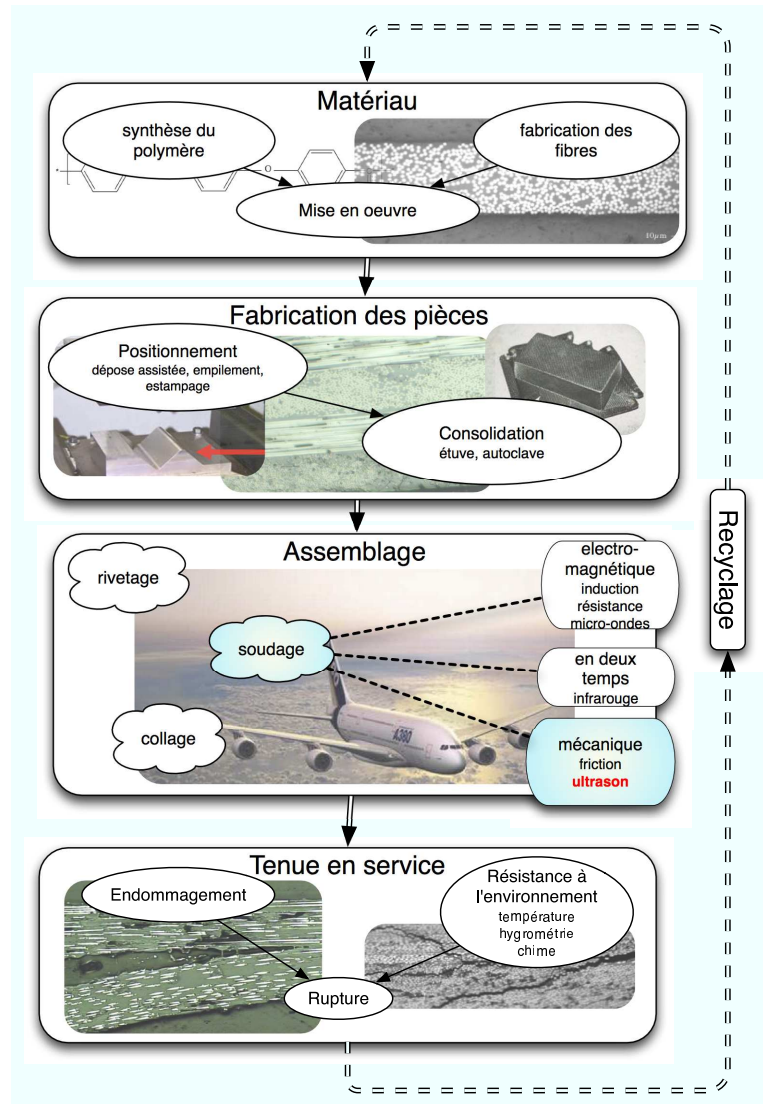 Matériau
synthèse du
polymère
fabrication des
fibres
O
Mise en oeuvre
10µm
Fabrication des pièces
Positionnement
dépose assistée, empilement,
estampage
Consolidation
étuve, autoclave
Assemblage
rivetage
soudage
collage
A380
electro-
magnétique
induction
résistance
micro-ondes
en deux
temps
infrarouge
mécanique
friction
ultrason
Tenue en service
Endommagement
Résistance à
l'environnement
température
hygrométrie
chime
Rupture
Recyclage